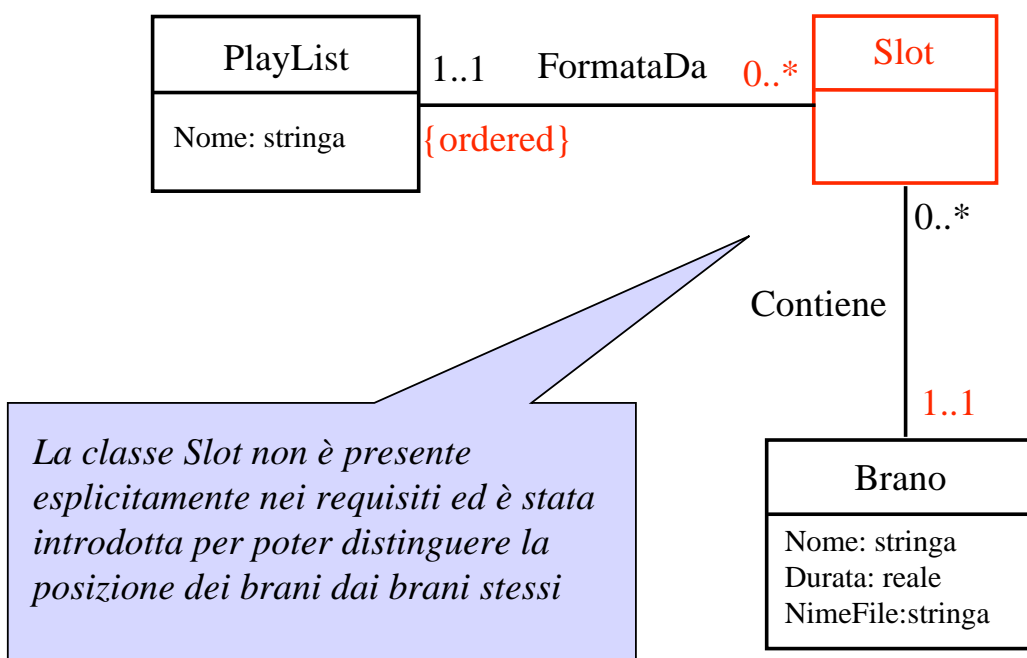 PlayList
Nome: stringa
1..1
FormataDa
0..*
{ordered}
Slot
0..*
Contiene
1..1
Brano
Nome: stringa
Durata: reale
NimeFile:stringa
La classe Slot non è presente
esplicitamente nei requisiti ed è stata
introdotta per poter distinguere la
posizione dei brani dai brani stessi